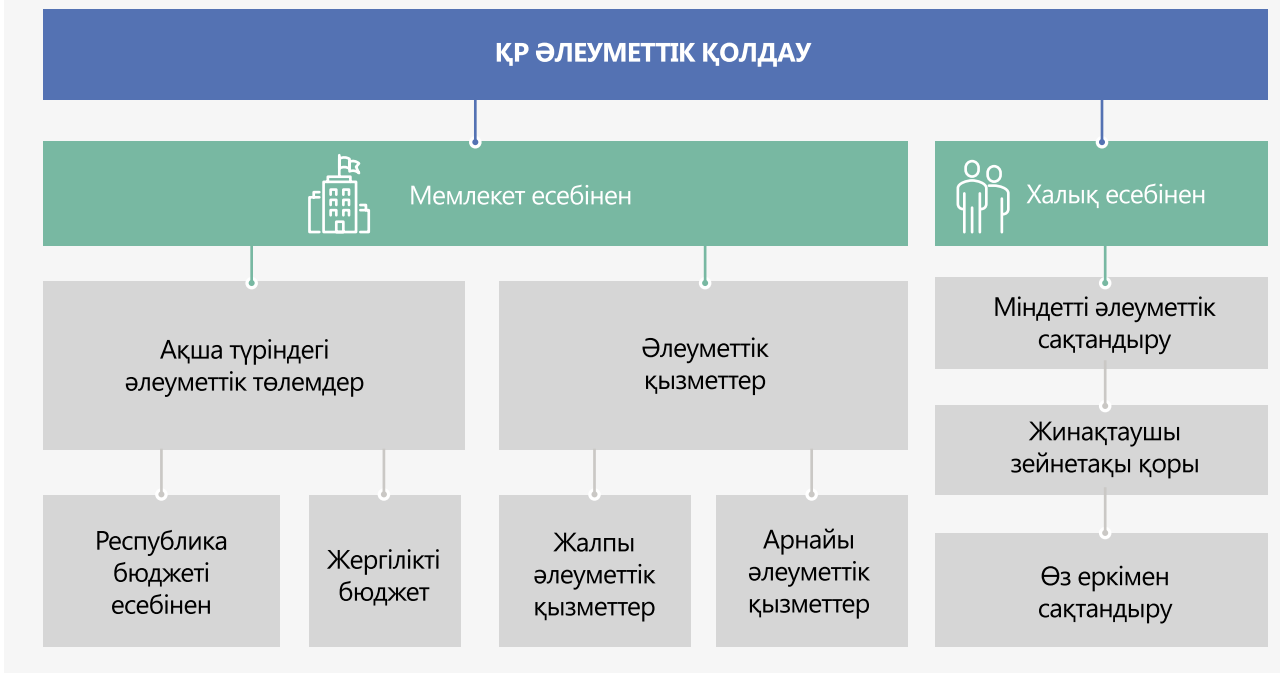 ҚР ӘЛЕУМЕТТІК ҚОЛДАУ
Мемлекет есебінен
Халық есебінен
Ақша түріндегі
әлеуметтік төлемдер
Әлеуметтік
қызметтер
Міндетті әлеуметтік
сақтандыру
Жинақтаушы
зейнетақы қоры
Республика
бюджеті
есебінен
Жергілікті
бюджет
Жалпы
әлеуметтік
қызметтер
Арнайы
әлеуметтік
қызметтер
Өз еркімен
сақтандыру